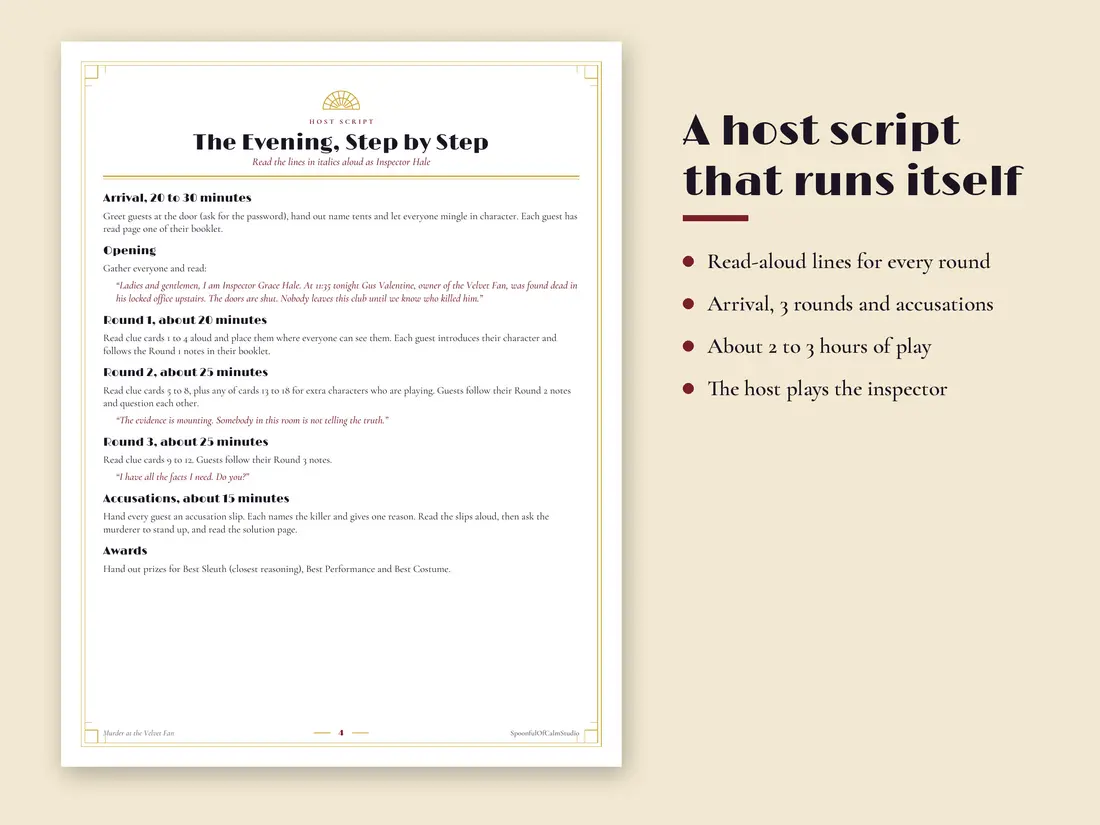 HOST SCRIPT
The Evening, Step by Step
Read the lines in italics aloud as Inspector Hale
Arrival, 20 to 30 minutes
Greet guests at the door (ask for the password), hand out name tents and let everyone mingle in character. Each guest has
read page one of their booklet.
Opening
Gather everyone and read:
“Ladies and gentlemen, I am Inspector Grace Hale. At 11:35 tonight Gus Valentine, owner of the Velvet Fan, was found dead in
his locked office upstairs. The doors are shut. Nobody leaves this club until we know who killed him.”
Round 1, about 20 minutes
Read clue cards 1 to 4 aloud and place them where everyone can see them. Each guest introduces their character and
follows the Round 1 notes in their booklet.
Round 2, about 25 minutes
Read clue cards 5 to 8, plus any of cards 13 to 18 for extra characters who are playing. Guests follow their Round 2 notes
and question each other.
“The evidence is mounting. Somebody in this room is not telling the truth.”
Round 3, about 25 minutes
Read clue cards 9 to 12. Guests follow their Round 3 notes.
“I have all the facts I need. Do you?”
Accusations, about 15 minutes
Hand every guest an accusation slip. Each names the killer and gives one reason. Read the slips aloud, then ask the
murderer to stand up, and read the solution page.
Awards
Hand out prizes for Best Sleuth (closest reasoning), Best Performance and Best Costume.
Murder at the Velvet Fan
4
SpoonfulOfCalmStudio
A host script
that runs itself
Read-aloud lines for every round
Arrival, 3 rounds and accusations
About 2 to 3 hours of play
The host plays the inspector